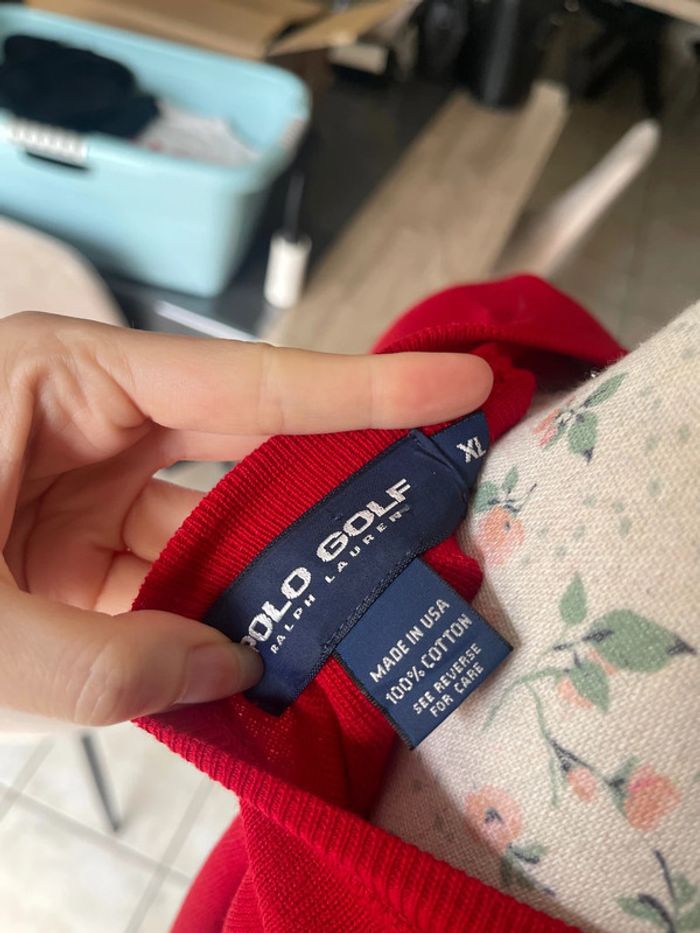 XL
POLO GOLF
RALPH LAUREN
MADE IN USA
100% COTTON
SEE REVERSE
FOR CARE